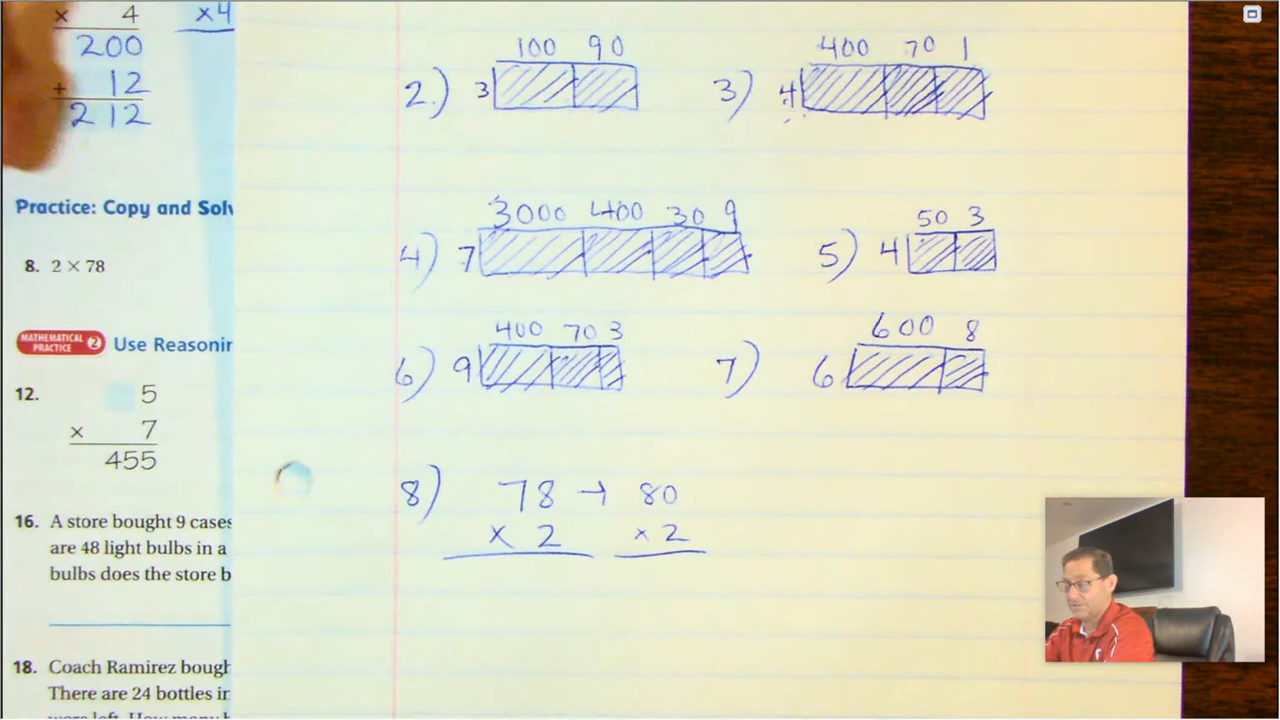 × 4
200
+ 12
212
×4
Practice: Copy and Solv
8. 2 × 78
MATHEMATICAL PRACTICE 2 Use Reasonin
12. 5
× 7
455
16. A store bought 9 cases
are 48 light bulbs in a
bulbs does the store b
18. Coach Ramirez bough
There are 24 bottles in
100 90
2) 3
400 70 1
3) 4
3000 400 30 9
4) 7
50 3
5) 4
400 70 3
6) 9
600 8
7) 6
8) 78 → 80
× 2 × 2